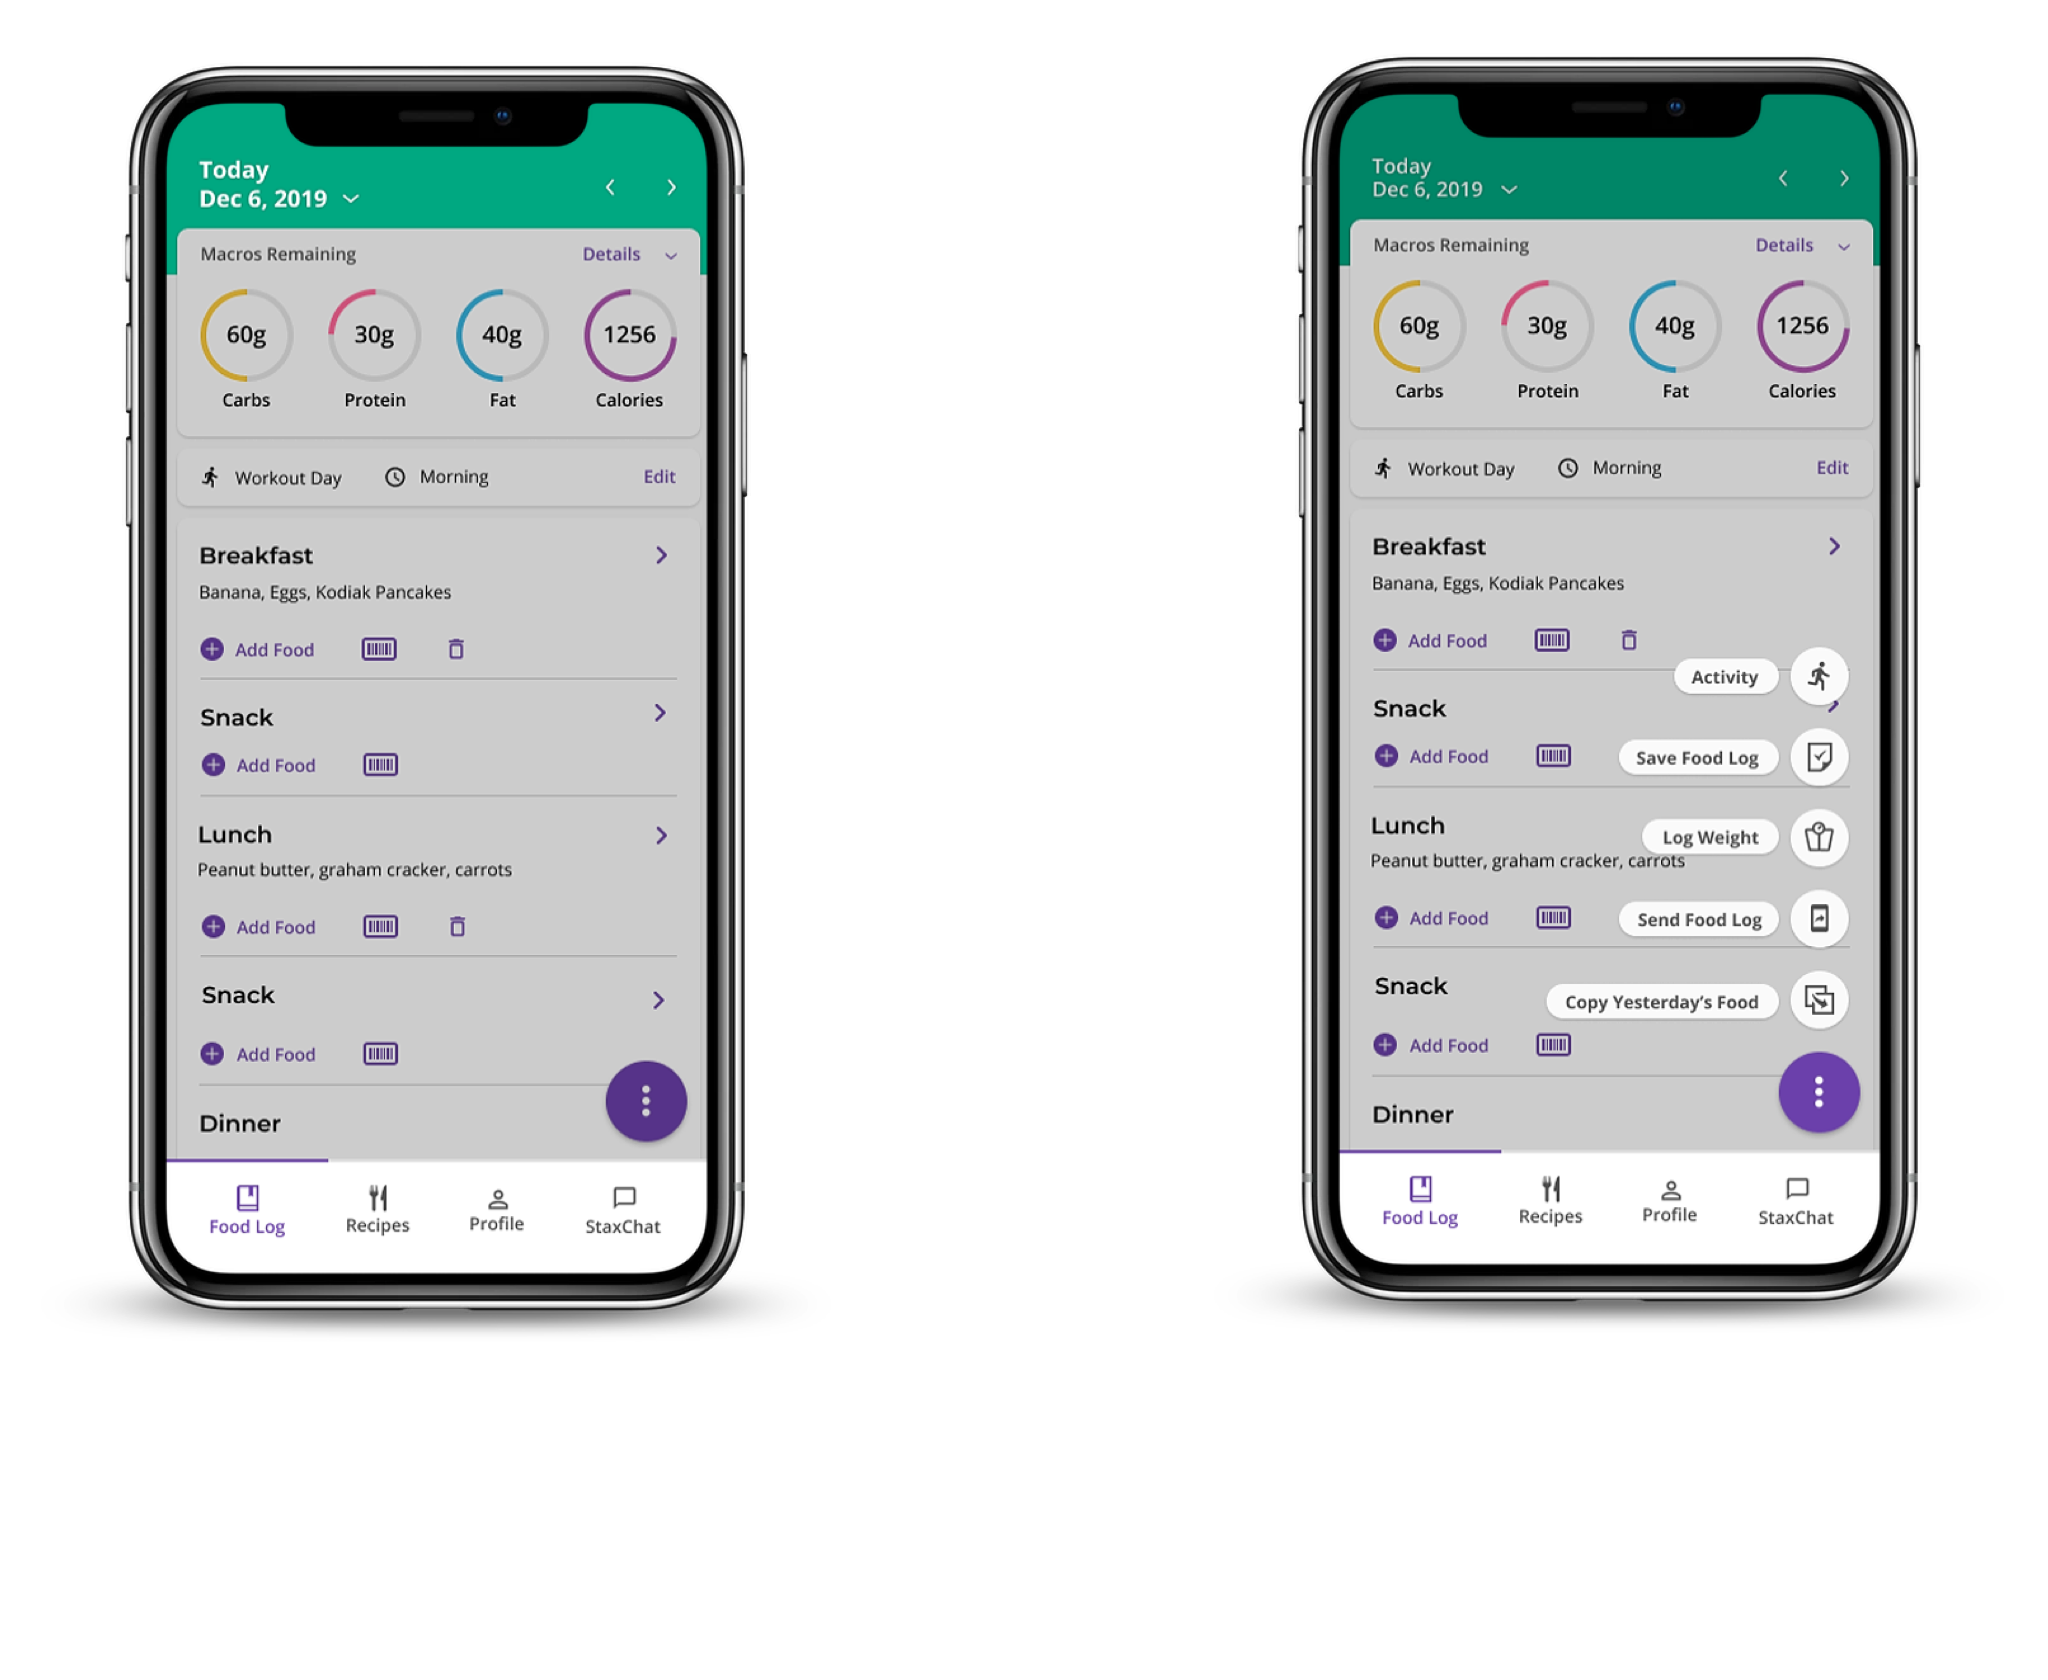 Today
Dec 6, 2019
Macros Remaining Details
60g 30g 40g 1256
Carbs Protein Fat Calories
Workout Day Morning Edit
Breakfast
Banana, Eggs, Kodiak Pancakes
Add Food
Snack
Add Food
Lunch
Peanut butter, graham cracker, carrots
Add Food
Snack
Add Food
Dinner
Food Log Recipes Profile StaxChat
Today
Dec 6, 2019
Macros Remaining Details
60g 30g 40g 1256
Carbs Protein Fat Calories
Workout Day Morning Edit
Breakfast
Banana, Eggs, Kodiak Pancakes
Add Food
Activity
Snack
Add Food Save Food Log
Lunch Log Weight
Peanut butter, graham cracker, carrots
Add Food Send Food Log
Snack Copy Yesterday’s Food
Add Food
Dinner
Food Log Recipes Profile StaxChat